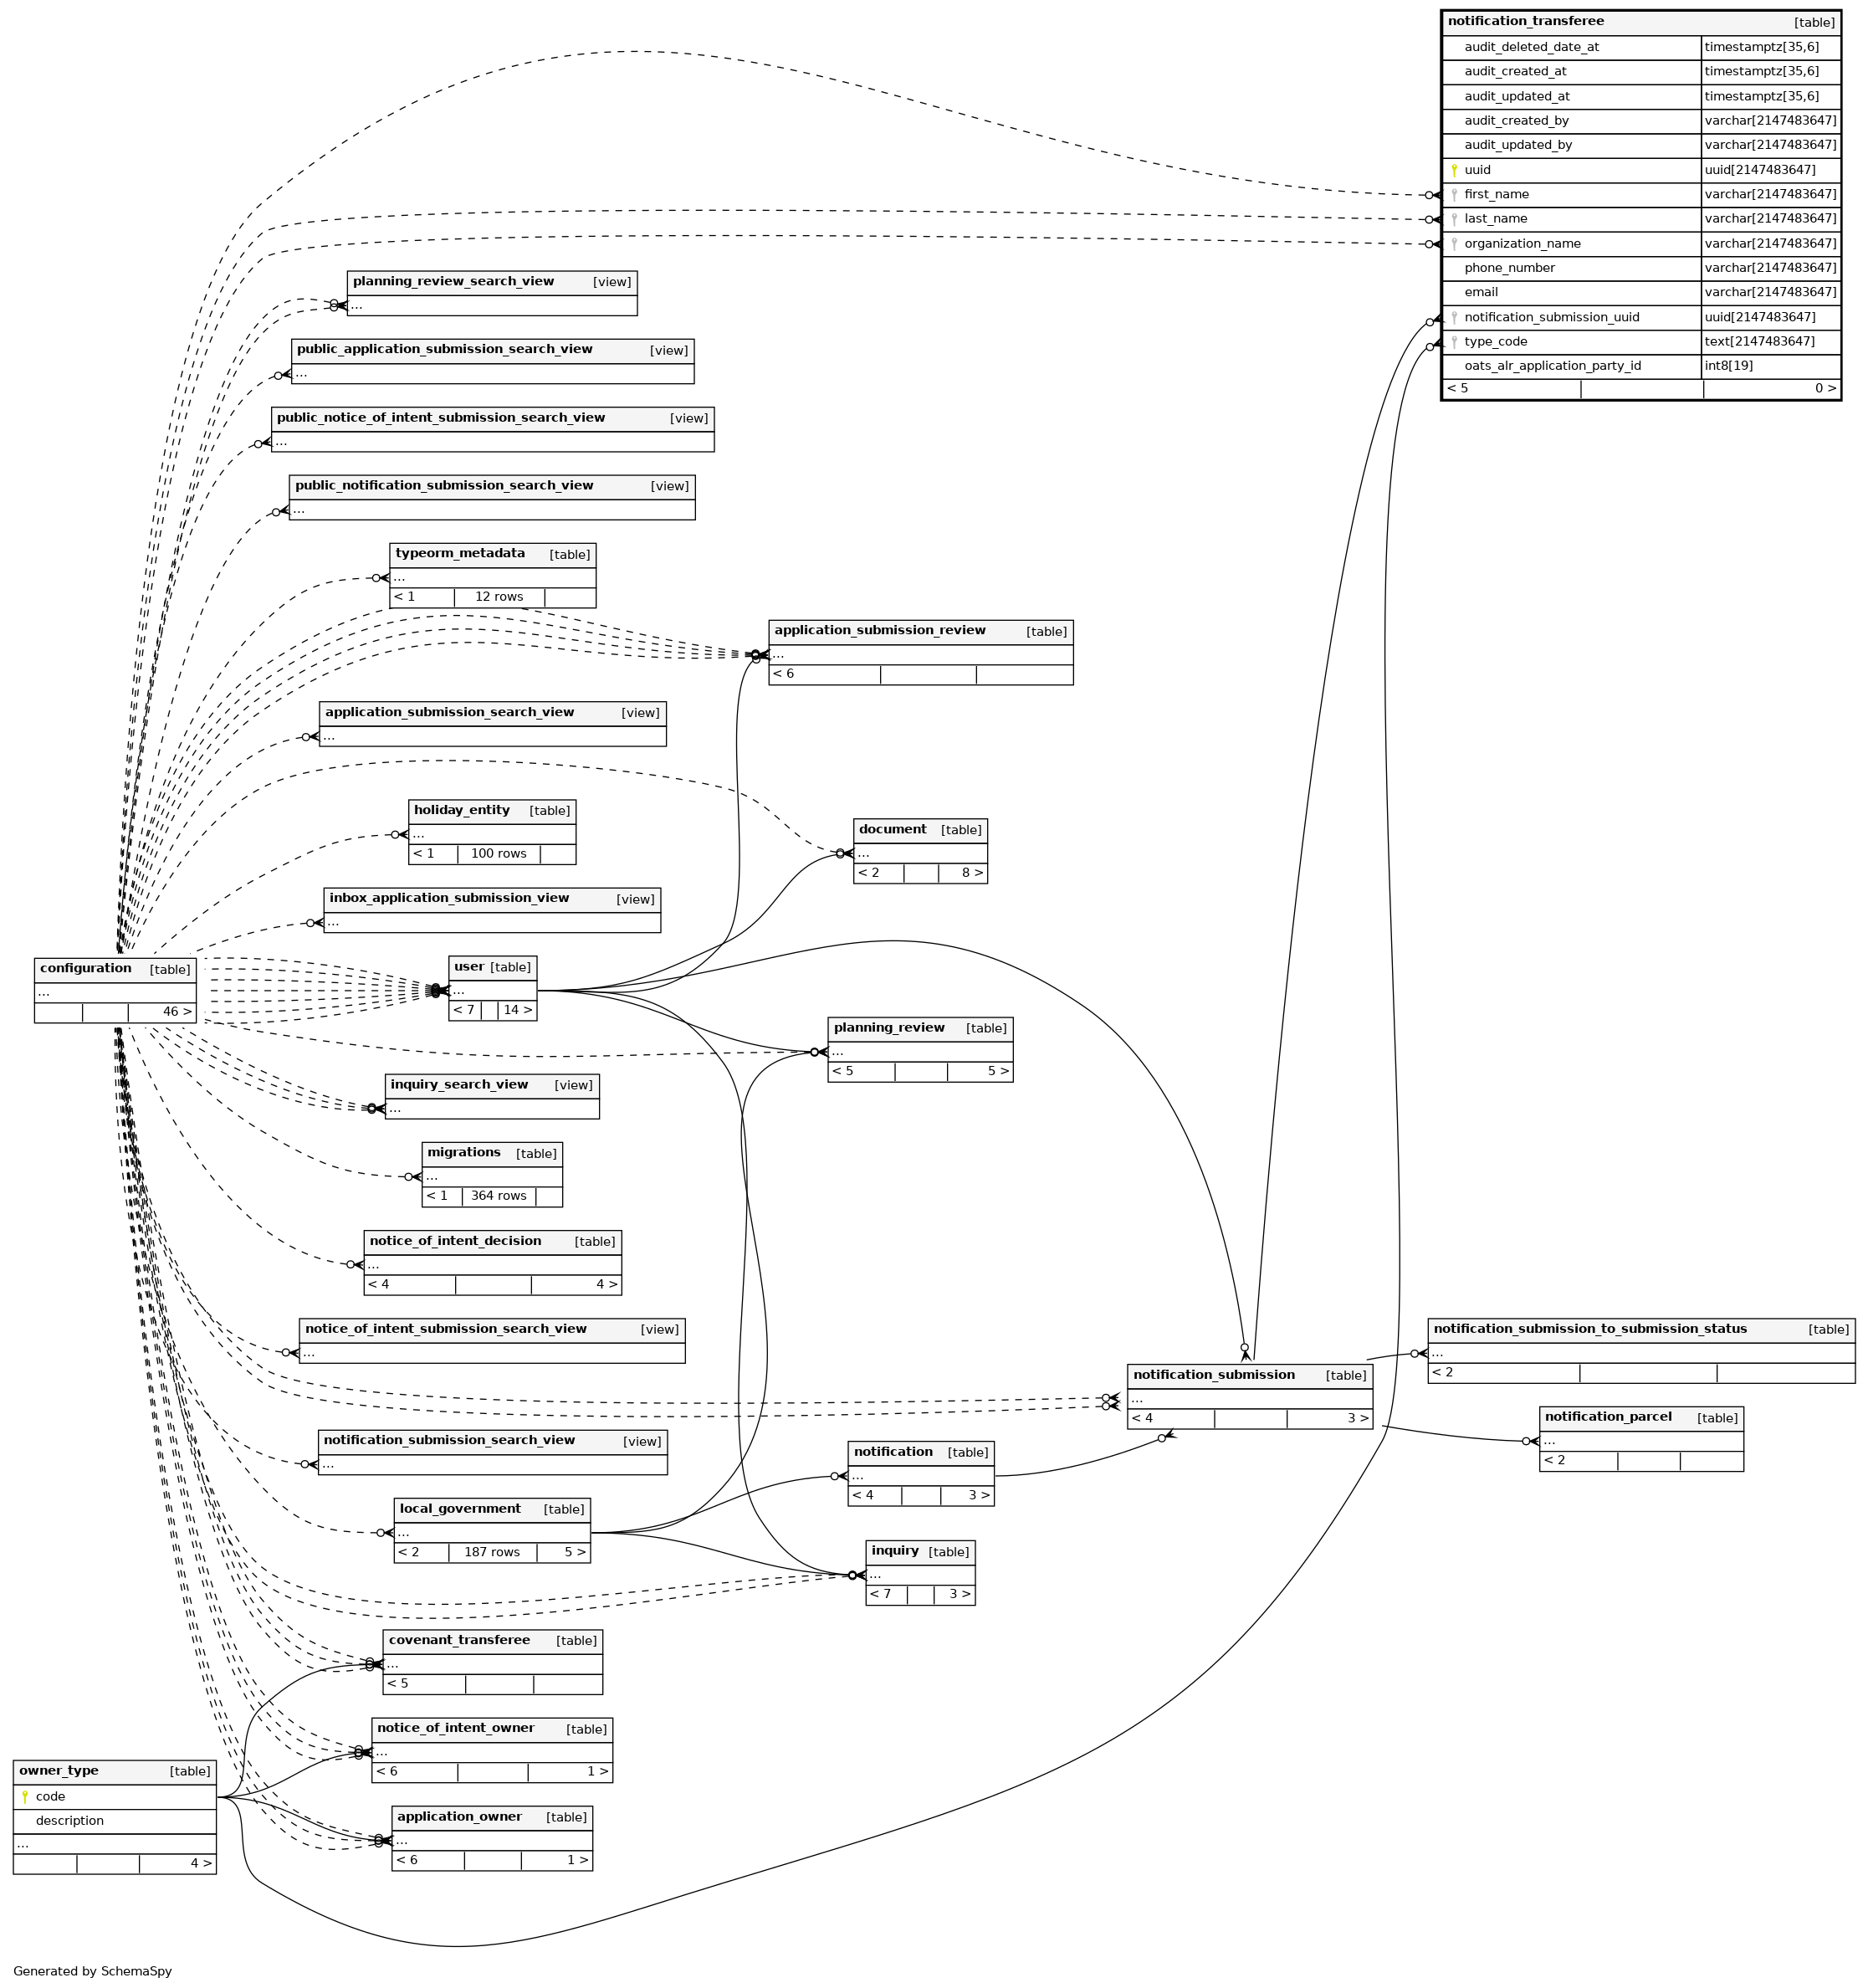 notification_transferee [table]
audit_deleted_date_at timestamptz[35,6]
audit_created_at timestamptz[35,6]
audit_updated_at timestamptz[35,6]
audit_created_by varchar[2147483647]
audit_updated_by varchar[2147483647]
uuid uuid[2147483647]
first_name varchar[2147483647]
last_name varchar[2147483647]
organization_name varchar[2147483647]
phone_number varchar[2147483647]
email varchar[2147483647]
notification_submission_uuid uuid[2147483647]
type_code text[2147483647]
oats_alr_application_party_id int8[19]
< 5 0 >
planning_review_search_view [view]
...
public_application_submission_search_view [view]
...
public_notice_of_intent_submission_search_view [view]
...
public_notification_submission_search_view [view]
...
typeorm_metadata [table]
...
< 1 12 rows
application_submission_review [table]
...
< 6
application_submission_search_view [view]
...
holiday_entity [table]
...
< 1 100 rows
document [table]
...
< 2 8 >
inbox_application_submission_view [view]
...
configuration [table]
...
46 >
user [table]
...
< 7 14 >
planning_review [table]
...
< 5 5 >
inquiry_search_view [view]
...
migrations [table]
...
< 1 364 rows
notice_of_intent_decision [table]
...
< 4 4 >
notice_of_intent_submission_search_view [view]
...
notification_submission_to_submission_status [table]
...
< 2
notification_submission [table]
...
< 4 3 >
notification_parcel [table]
...
< 2
notification_submission_search_view [view]
...
notification [table]
...
< 4 3 >
local_government [table]
...
< 2 187 rows 5 >
inquiry [table]
...
< 7 3 >
covenant_transferee [table]
...
< 5
notice_of_intent_owner [table]
...
< 6 1 >
owner_type [table]
code
description
...
4 >
application_owner [table]
...
< 6 1 >
Generated by SchemaSpy